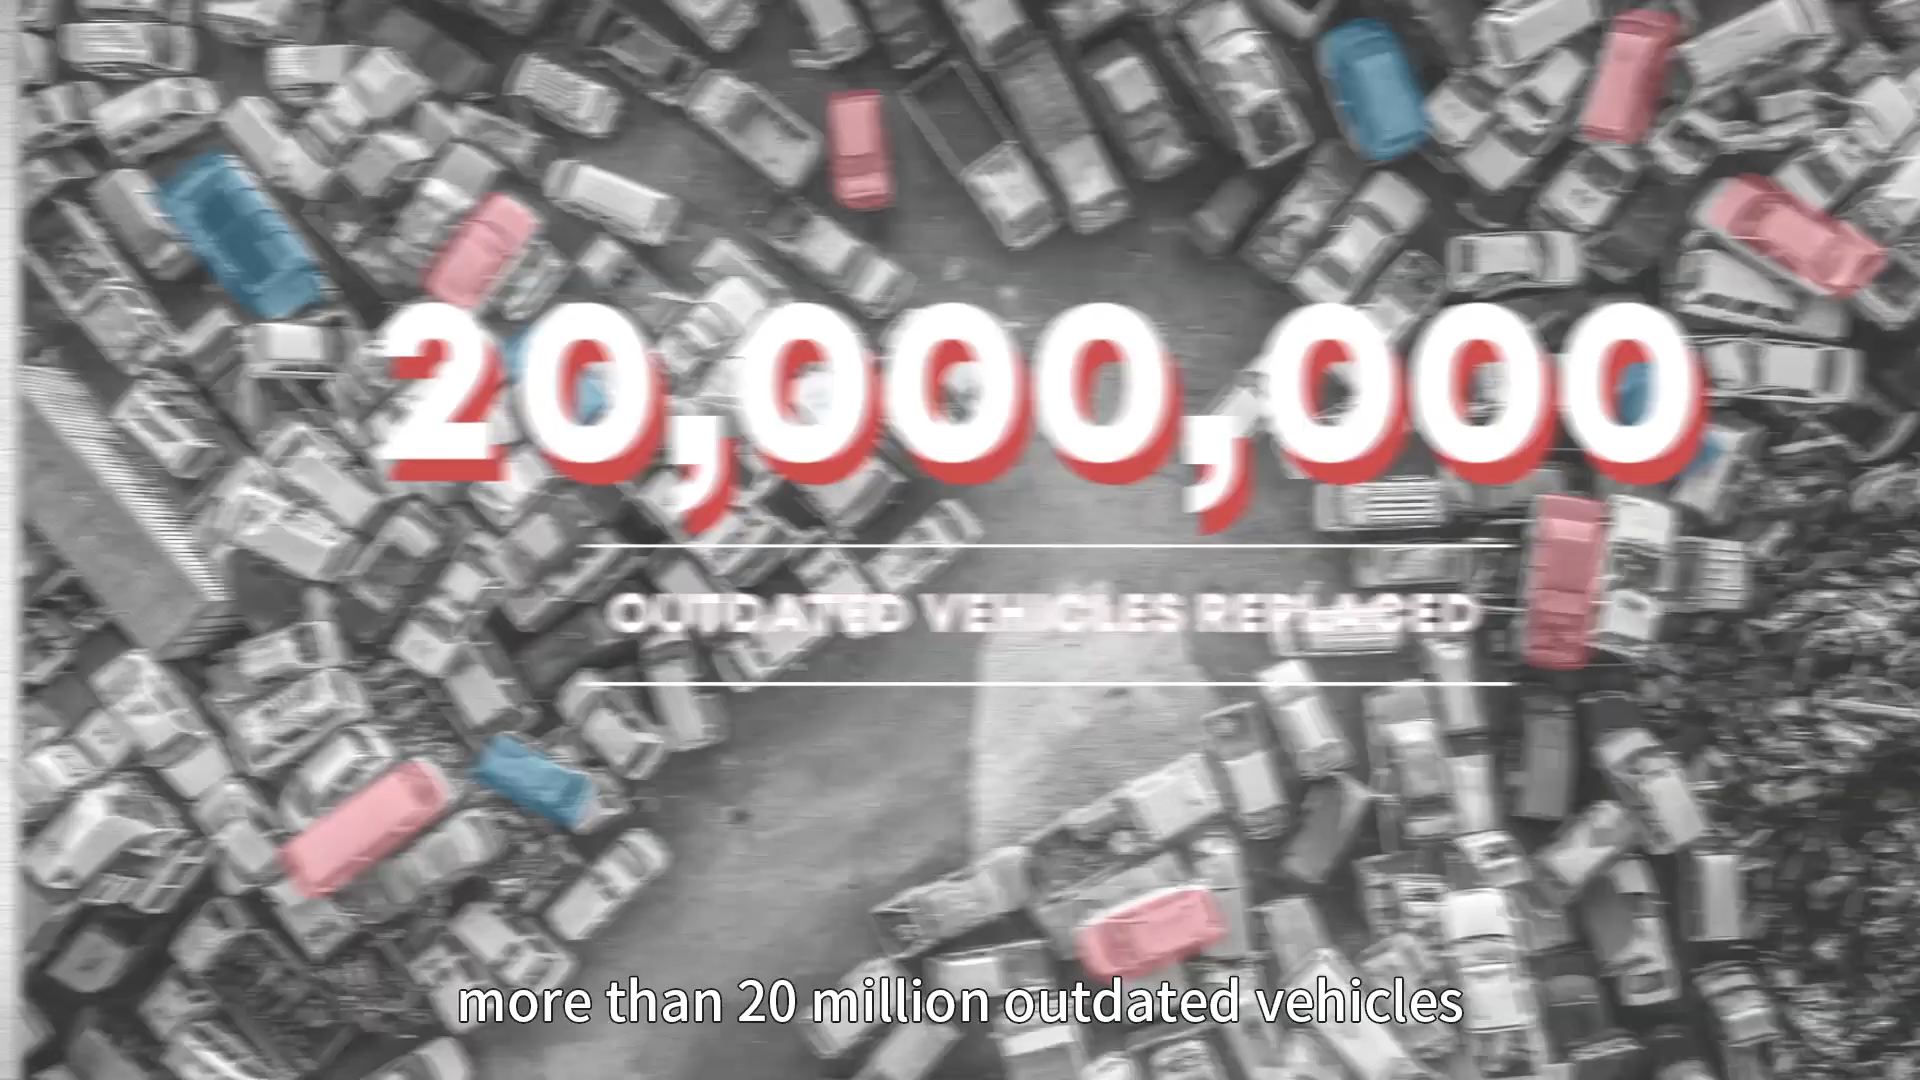 20,000,000
OUTDATED VEHICLES REPLACED
more than 20 million outdated vehicles